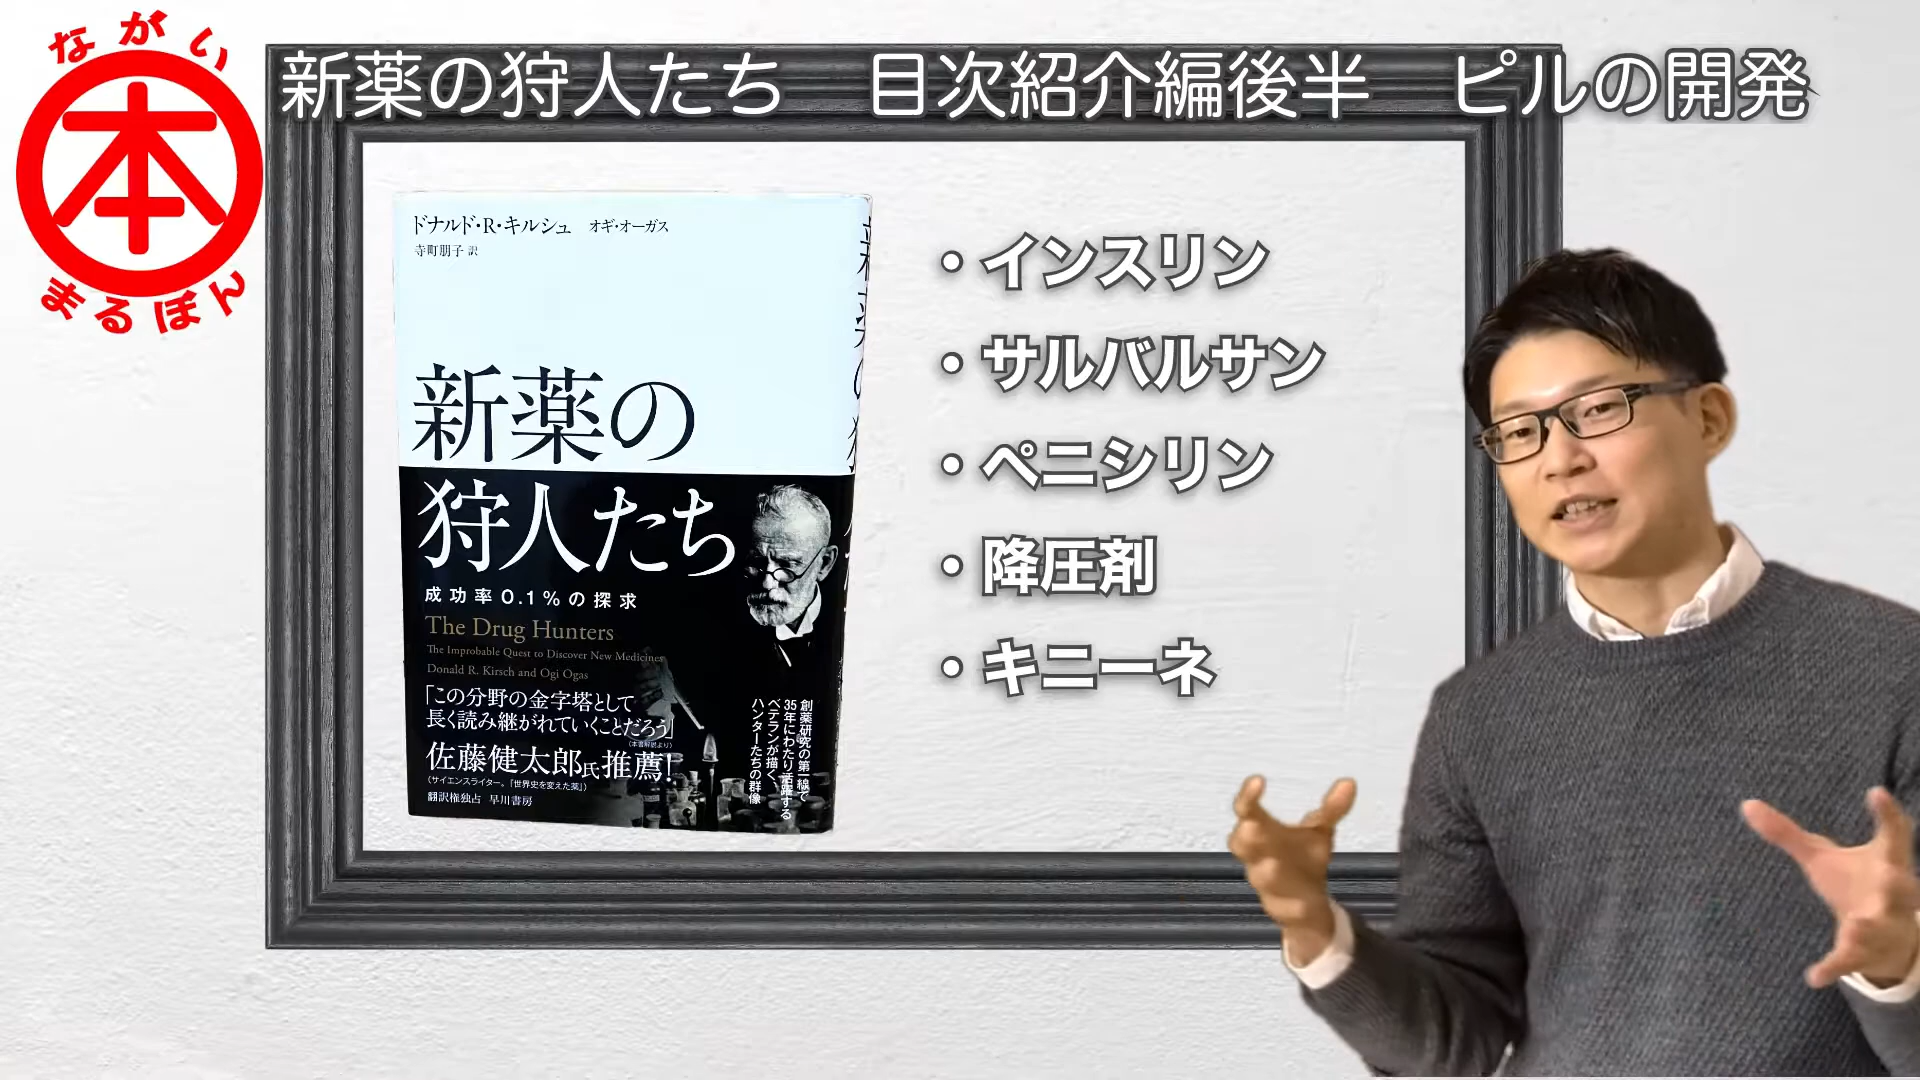 ながい
本
まるぽん
新薬の狩人たち 目次紹介編後半 ピルの開発
ドナルド・R・キルシュ オギ・オーガス
寺町朋子 訳
新薬の
狩人たち
成功率0.1%の探求
The Drug Hunters
The Improbable Quest to Discover New Medicines
Donald R. Kirsch and Ogi Ogas
「この分野の金字塔として
長く読み継がれていくことだろう」
(本書解説より)
佐藤健太郎氏推薦!
(サイエンスライター。『世界史を変えた薬』)
翻訳権独占 早川書房
創薬研究の第一線で
35年にわたり活躍する
ベテランが描く、
ハンターたちの群像
・インスリン
・サルバルサン
・ペニシリン
・降圧剤
・キニーネ